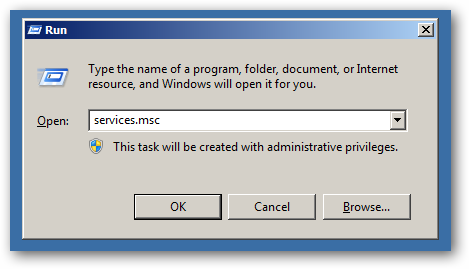 Run
Type the name of a program, folder, document, or Internet
resource, and Windows will open it for you.
Open: services.msc
This task will be created with administrative privileges.
OK Cancel Browse...